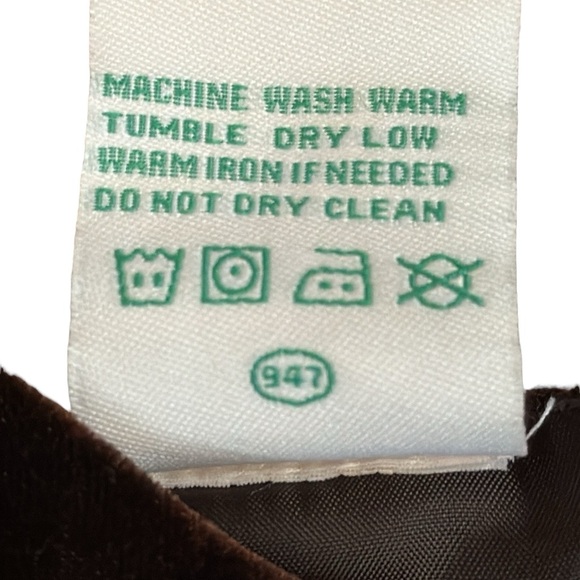 MACHINE WASH WARM
TUMBLE DRY LOW
WARM IRON IF NEEDED
DO NOT DRY CLEAN
947